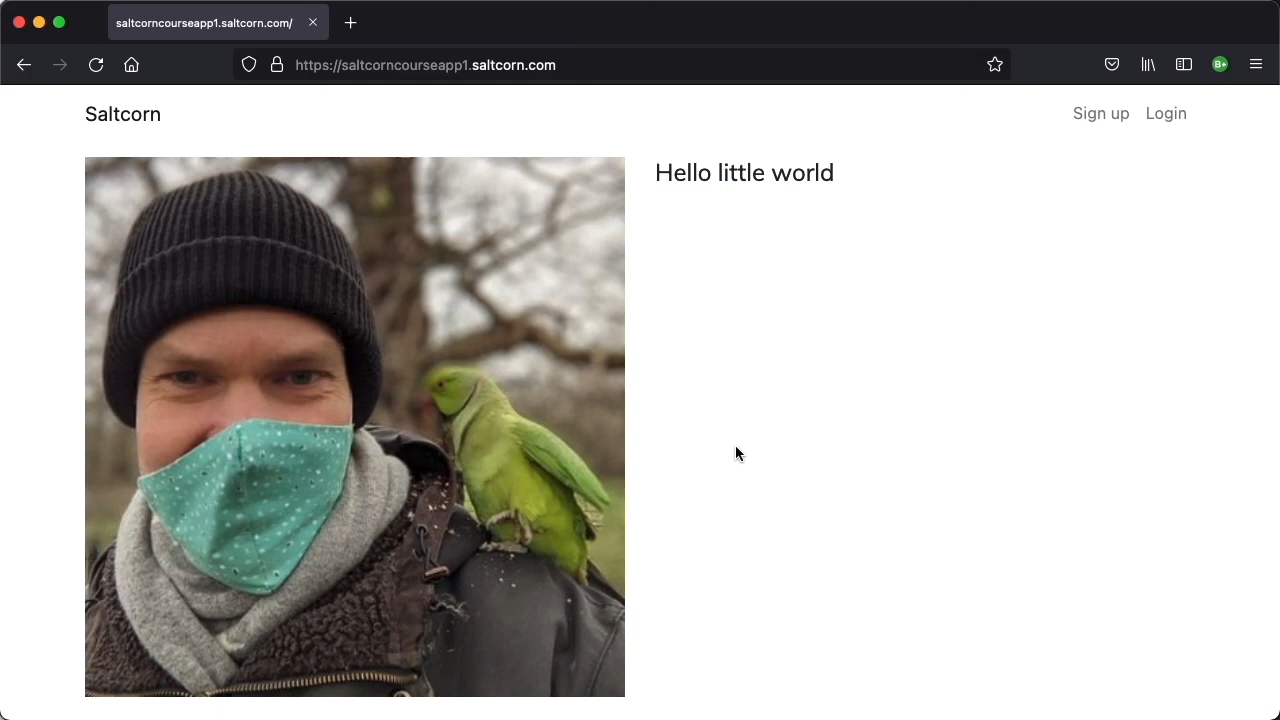 saltcorncourseapp1.saltcorn.com/
https://saltcorncourseapp1.saltcorn.com
B+
Saltcorn
Sign up
Login
Hello little world